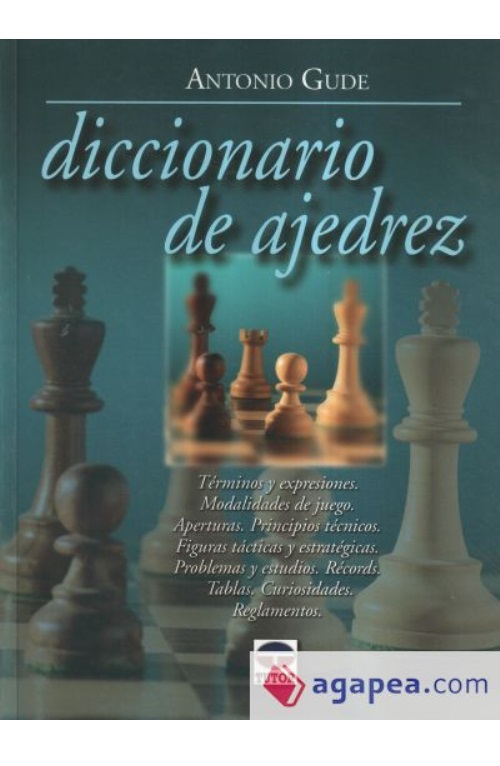 ANTONIO GUDE
diccionario
de ajedrez
Términos y expresiones.
Modalidades de juego.
Aperturas. Principios técnicos.
Figuras tácticas y estratégicas.
Problemas y estudios. Récords.
Tablas. Curiosidades.
Reglamentos.
TUTOR
agapea.com